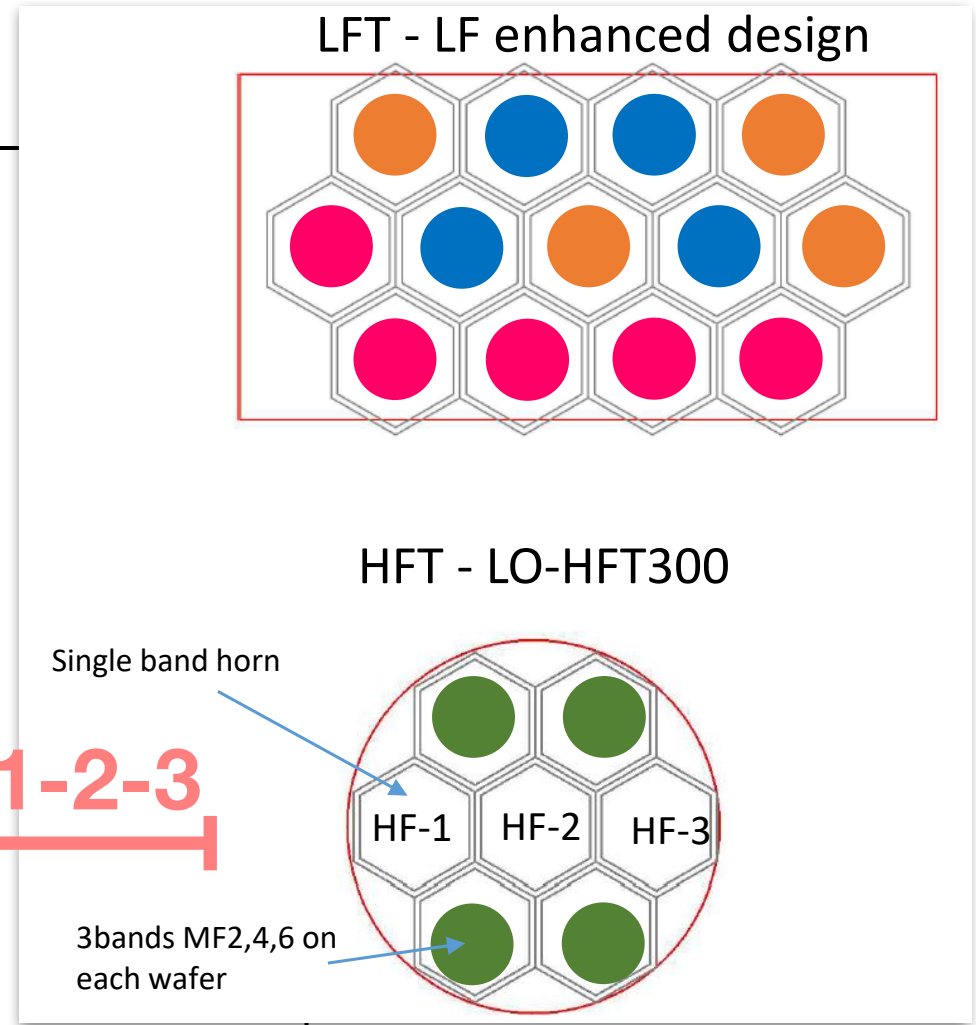 LFT - LF enhanced design
HFT - LO-HFT300
Single band horn
1-2-3
HF-1
HF-2
HF-3
3bands MF2,4,6 on
each wafer